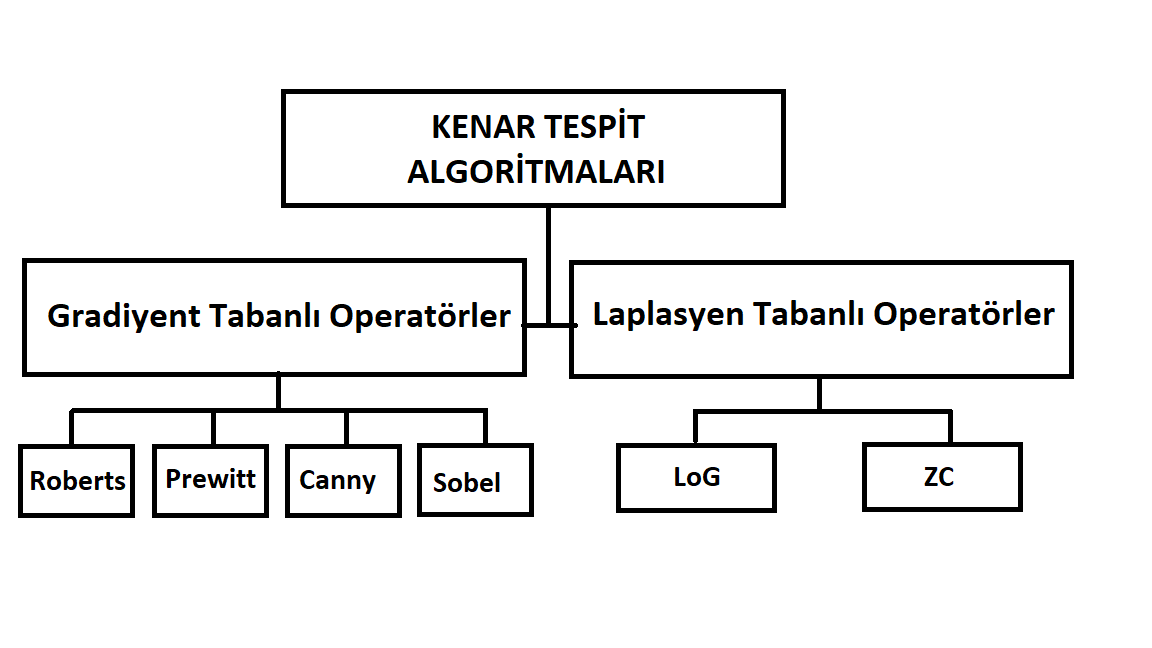 KENAR TESPİT
ALGORİTMALARI
Gradiyent Tabanlı Operatörler
Laplasyen Tabanlı Operatörler
Roberts
Prewitt
Canny
Sobel
LoG
ZC